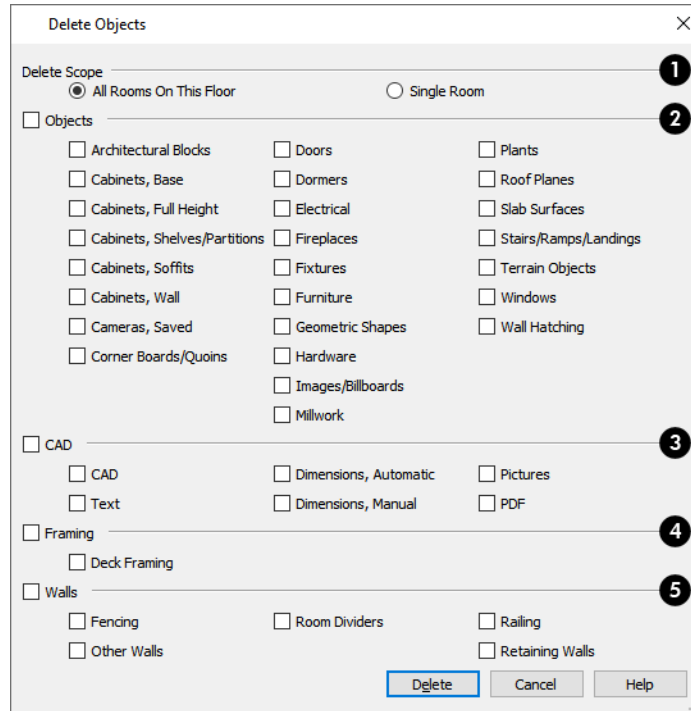 Delete Objects
Delete Scope 1
All Rooms On This Floor Single Room
Objects 2
Architectural Blocks Doors Plants
Cabinets, Base Dormers Roof Planes
Cabinets, Full Height Electrical Slab Surfaces
Cabinets, Shelves/Partitions Fireplaces Stairs/Ramps/Landings
Cabinets, Soffits Fixtures Terrain Objects
Cabinets, Wall Furniture Windows
Cameras, Saved Geometric Shapes Wall Hatching
Corner Boards/Quoins Hardware
Images/Billboards
Millwork
CAD 3
CAD Dimensions, Automatic Pictures
Text Dimensions, Manual PDF
Framing 4
Deck Framing
Walls 5
Fencing Room Dividers Railing
Other Walls Retaining Walls
Delete Cancel Help